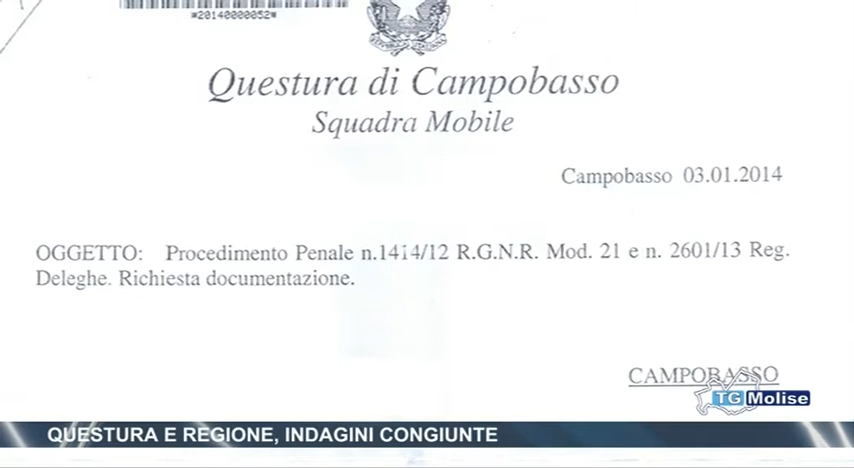 *20140000052*
Questura di Campobasso
Squadra Mobile
Campobasso 03.01.2014
OGGETTO: Procedimento Penale n.1414/12 R.G.N.R. Mod. 21 e n. 2601/13 Reg.
Deleghe. Richiesta documentazione.
CAMPOBASSO
TG Molise
QUESTURA E REGIONE, INDAGINI CONGIUNTE